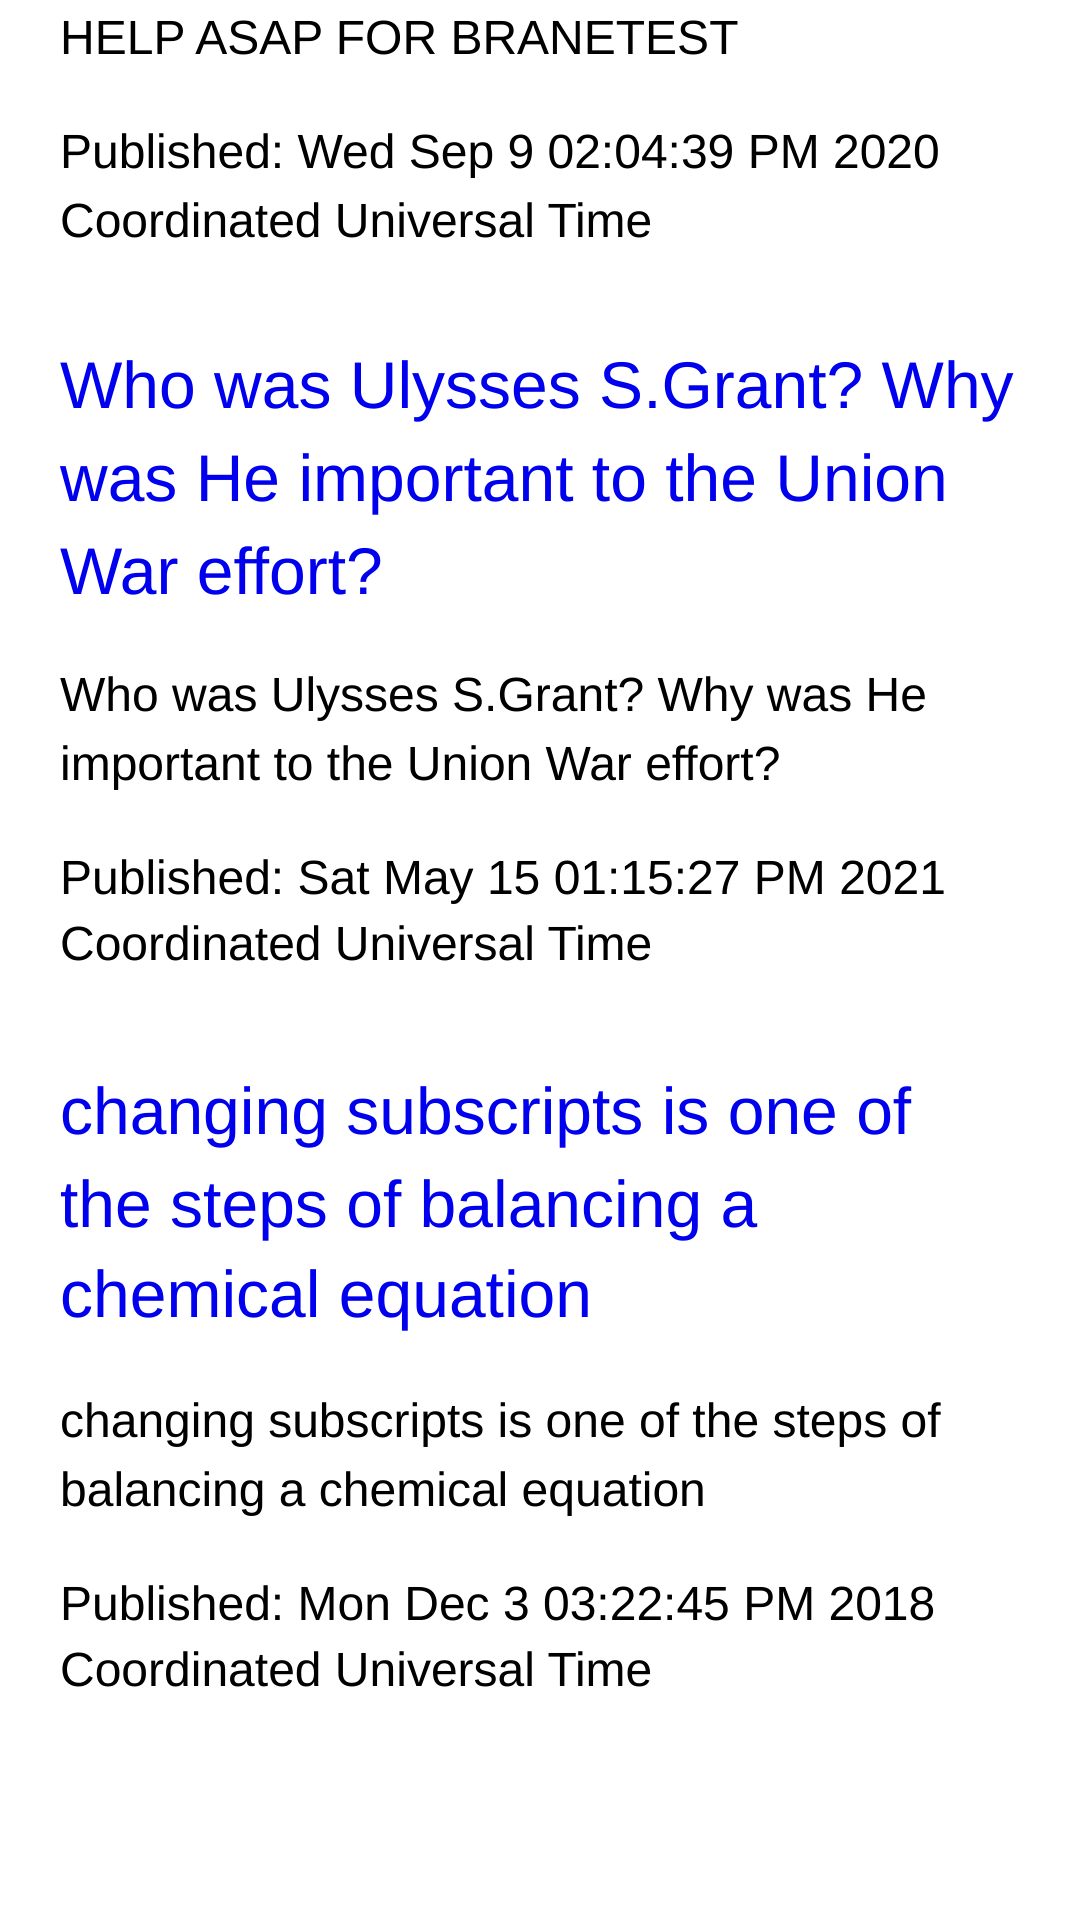 HELP ASAP FOR BRANETEST
Published: Wed Sep 9 02:04:39 PM 2020
Coordinated Universal Time
Who was Ulysses S.Grant? Why
was He important to the Union
War effort?
Who was Ulysses S.Grant? Why was He
important to the Union War effort?
Published: Sat May 15 01:15:27 PM 2021
Coordinated Universal Time
changing subscripts is one of
the steps of balancing a
chemical equation
changing subscripts is one of the steps of
balancing a chemical equation
Published: Mon Dec 3 03:22:45 PM 2018
Coordinated Universal Time